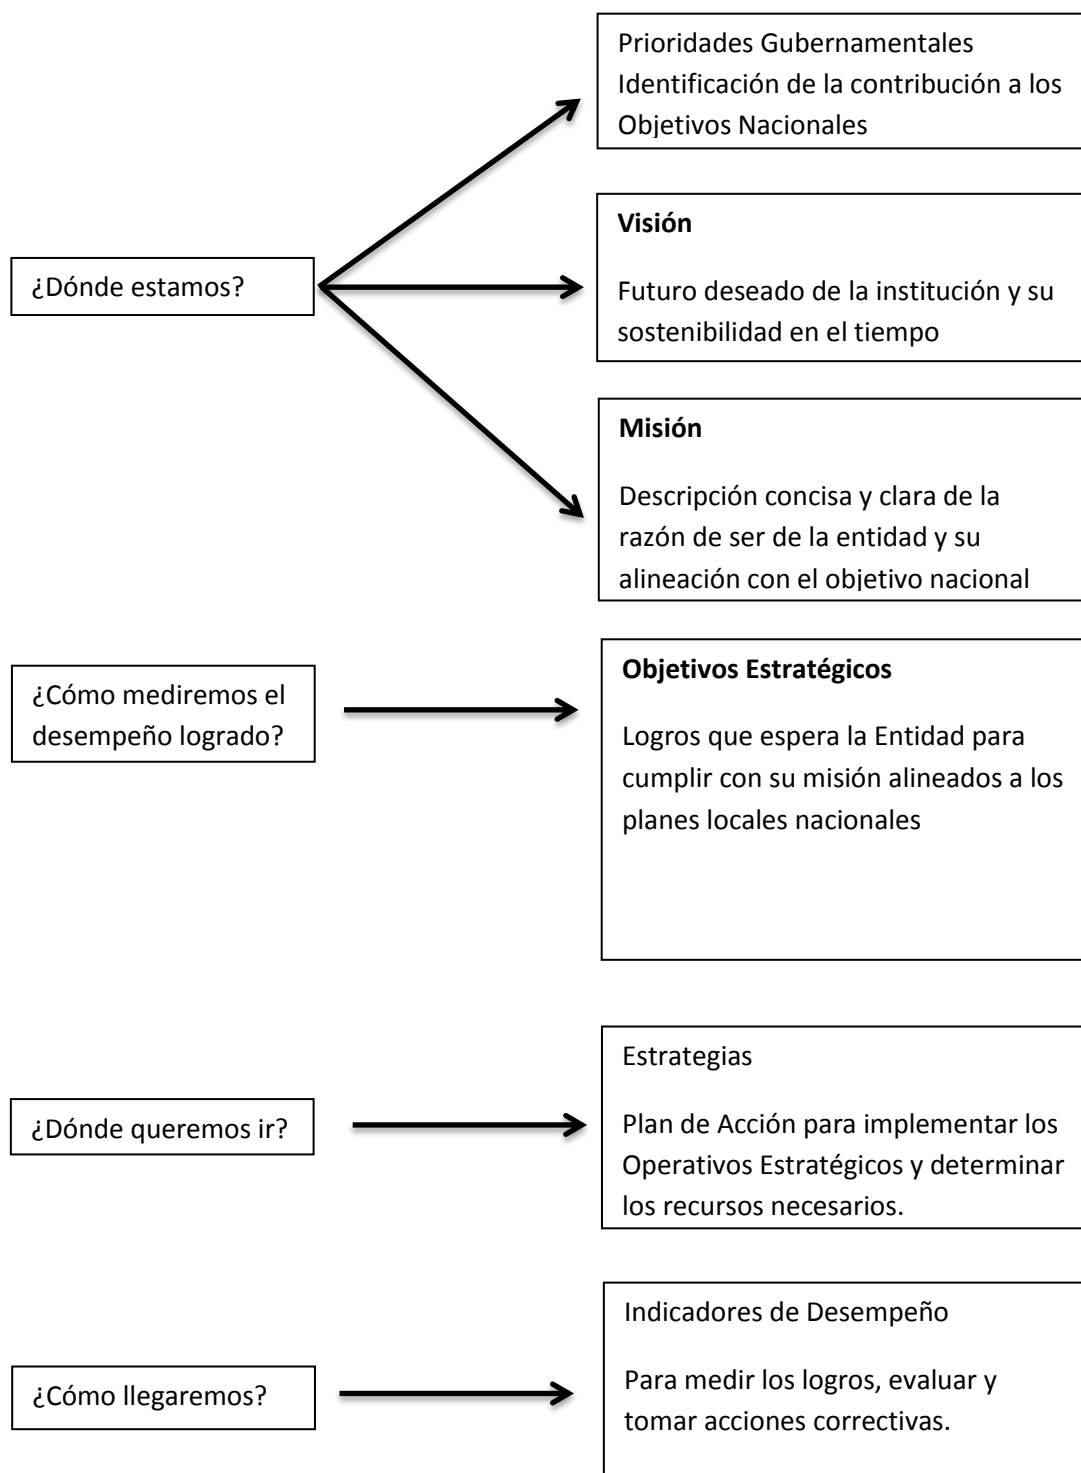 Prioridades Gubernamentales
Identificación de la contribución a los
Objetivos Nacionales
¿Dónde estamos?
Visión
Futuro deseado de la institución y su
sostenibilidad en el tiempo
Misión
Descripción concisa y clara de la
razón de ser de la entidad y su
alineación con el objetivo nacional
¿Cómo mediremos el
desempeño logrado?
Objetivos Estratégicos
Logros que espera la Entidad para
cumplir con su misión alineados a los
planes locales nacionales
¿Dónde queremos ir?
Estrategias
Plan de Acción para implementar los
Operativos Estratégicos y determinar
los recursos necesarios.
¿Cómo llegaremos?
Indicadores de Desempeño
Para medir los logros, evaluar y
tomar acciones correctivas.